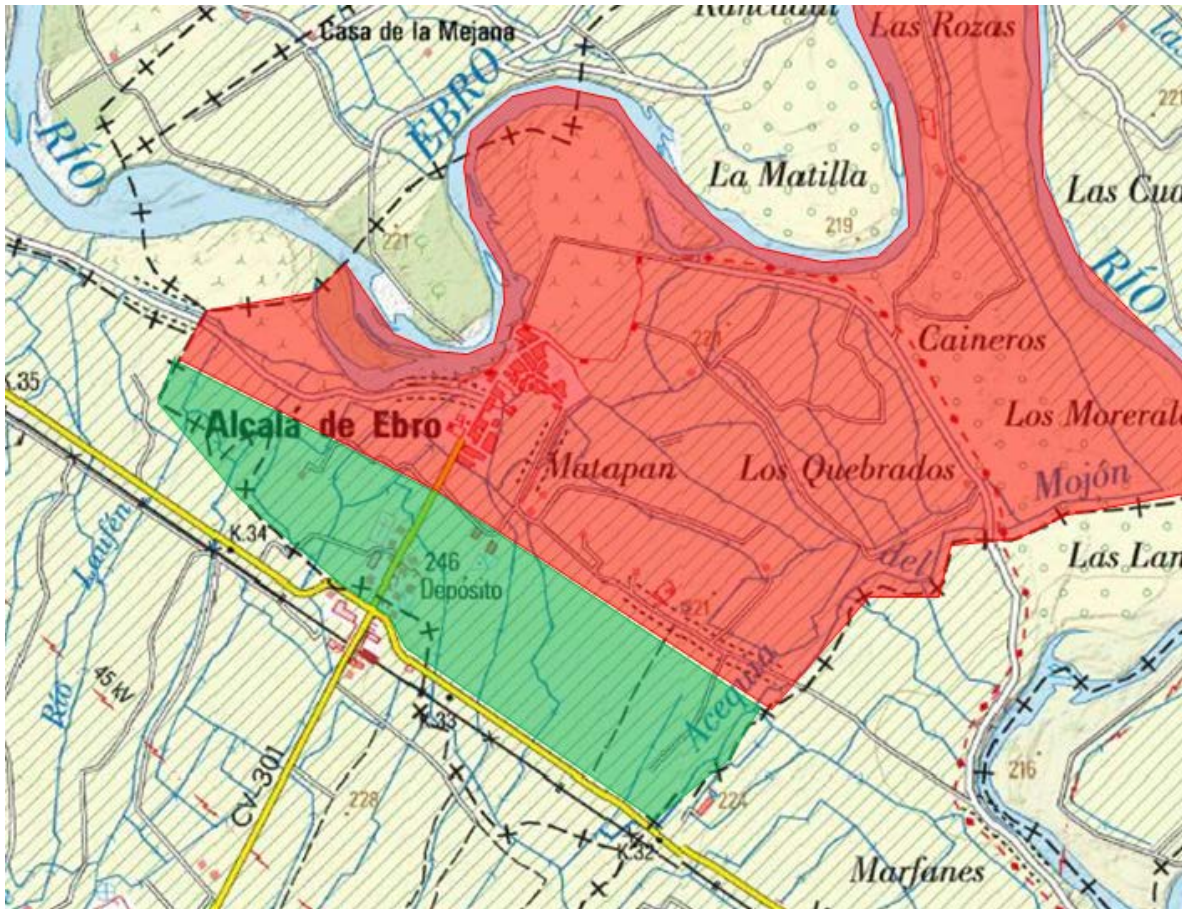 Las Rozas
Casa de la Mejana
221
RÍO
EBRO
La Matilla
Las Cua
219
221
RÍO
Caineros
221
K.35
Los Morerale
Alcalá de Ebro
Matapan
Los Quebrados
Mojón
K.34
del
Las Lan
246
Depósito
221
Río
Laufén
Acequia
45 kV
K.33
216
CV-301
228
224
K.32
Marfanes